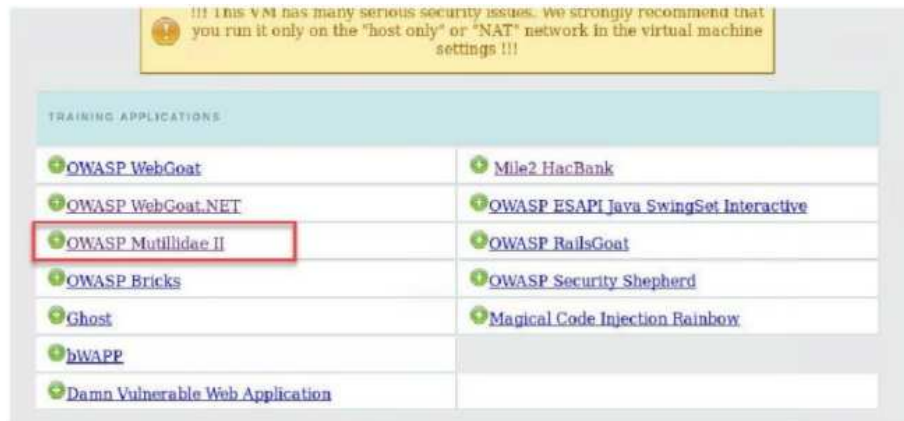 !!! This VM has many serious security issues. We strongly recommend that
you run it only on the "host only" or "NAT" network in the virtual machine
settings !!!
TRAINING APPLICATIONS
OWASP WebGoat
Mile2 HacBank
OWASP WebGoat.NET
OWASP ESAPI Java SwingSet Interactive
OWASP Mutillidae II
OWASP RailsGoat
OWASP Bricks
OWASP Security Shepherd
Ghost
Magical Code Injection Rainbow
bWAPP
Damn Vulnerable Web Application